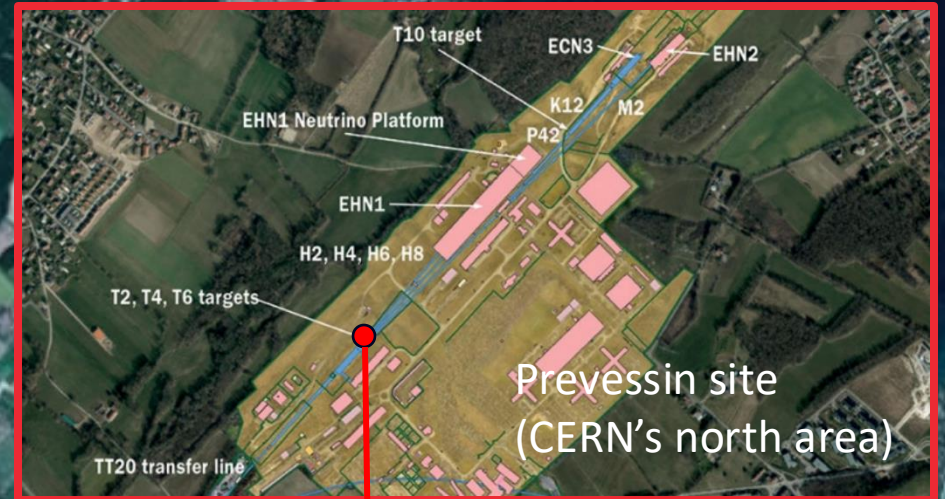 T10 target
ECN3
EHN2
K12
M2
EHN1 Neutrino Platform
P42
EHN1
H2, H4, H6, H8
T2, T4, T6 targets
Prevessin site
(CERN's north area)
TT20 transfer line